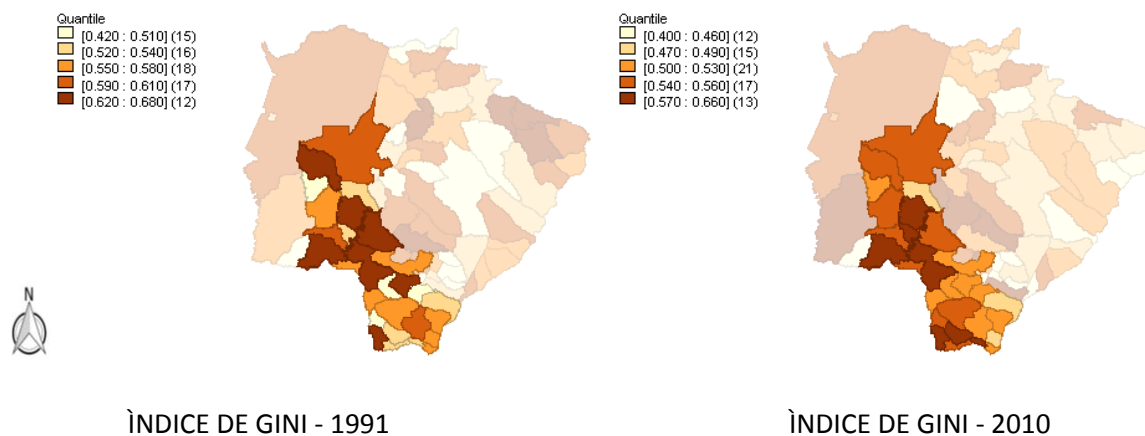 Quantile
[0.420 : 0.510] (15)
[0.520 : 0.540] (16)
[0.550 : 0.580] (18)
[0.590 : 0.610] (17)
[0.620 : 0.680] (12)
Quantile
[0.400 : 0.460] (12)
[0.470 : 0.490] (15)
[0.500 : 0.530] (21)
[0.540 : 0.560] (17)
[0.570 : 0.660] (13)
N
ÌNDICE DE GINI - 1991
ÌNDICE DE GINI - 2010